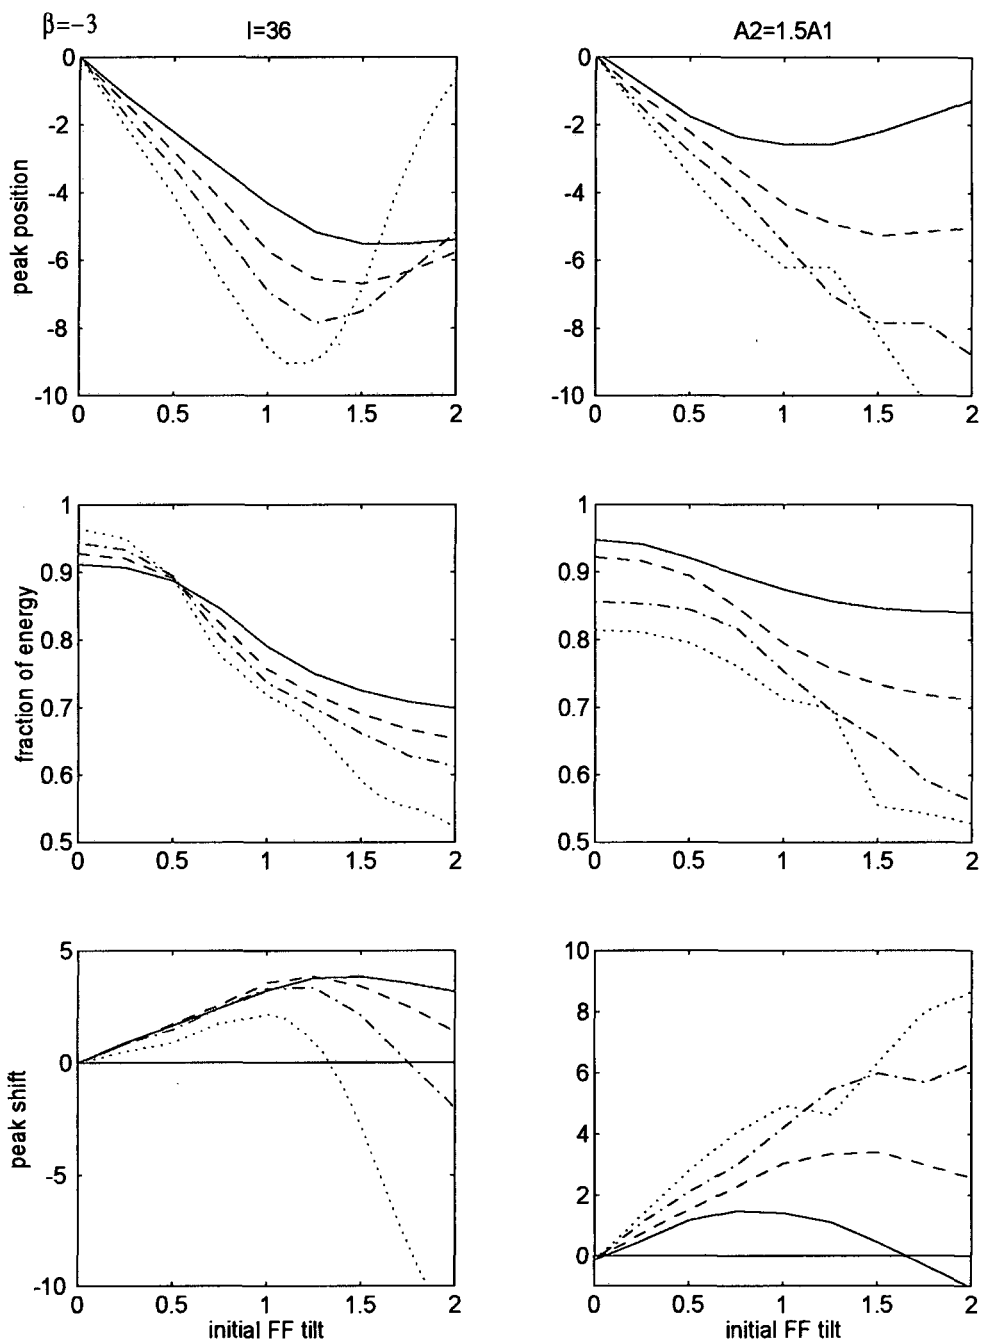 β=-3
I=36
A2=1.5A1
0
-2
-4
-6
-8
-10
0 0.5 1 1.5 2
peak position
0
-2
-4
-6
-8
-10
0 0.5 1 1.5 2
1
0.9
0.8
0.7
0.6
0.5
0 0.5 1 1.5 2
fraction of energy
1
0.9
0.8
0.7
0.6
0.5
0 0.5 1 1.5 2
5
0
-5
-10
0 0.5 1 1.5 2
peak shift
initial FF tilt
10
8
6
4
2
0
0 0.5 1 1.5 2
initial FF tilt